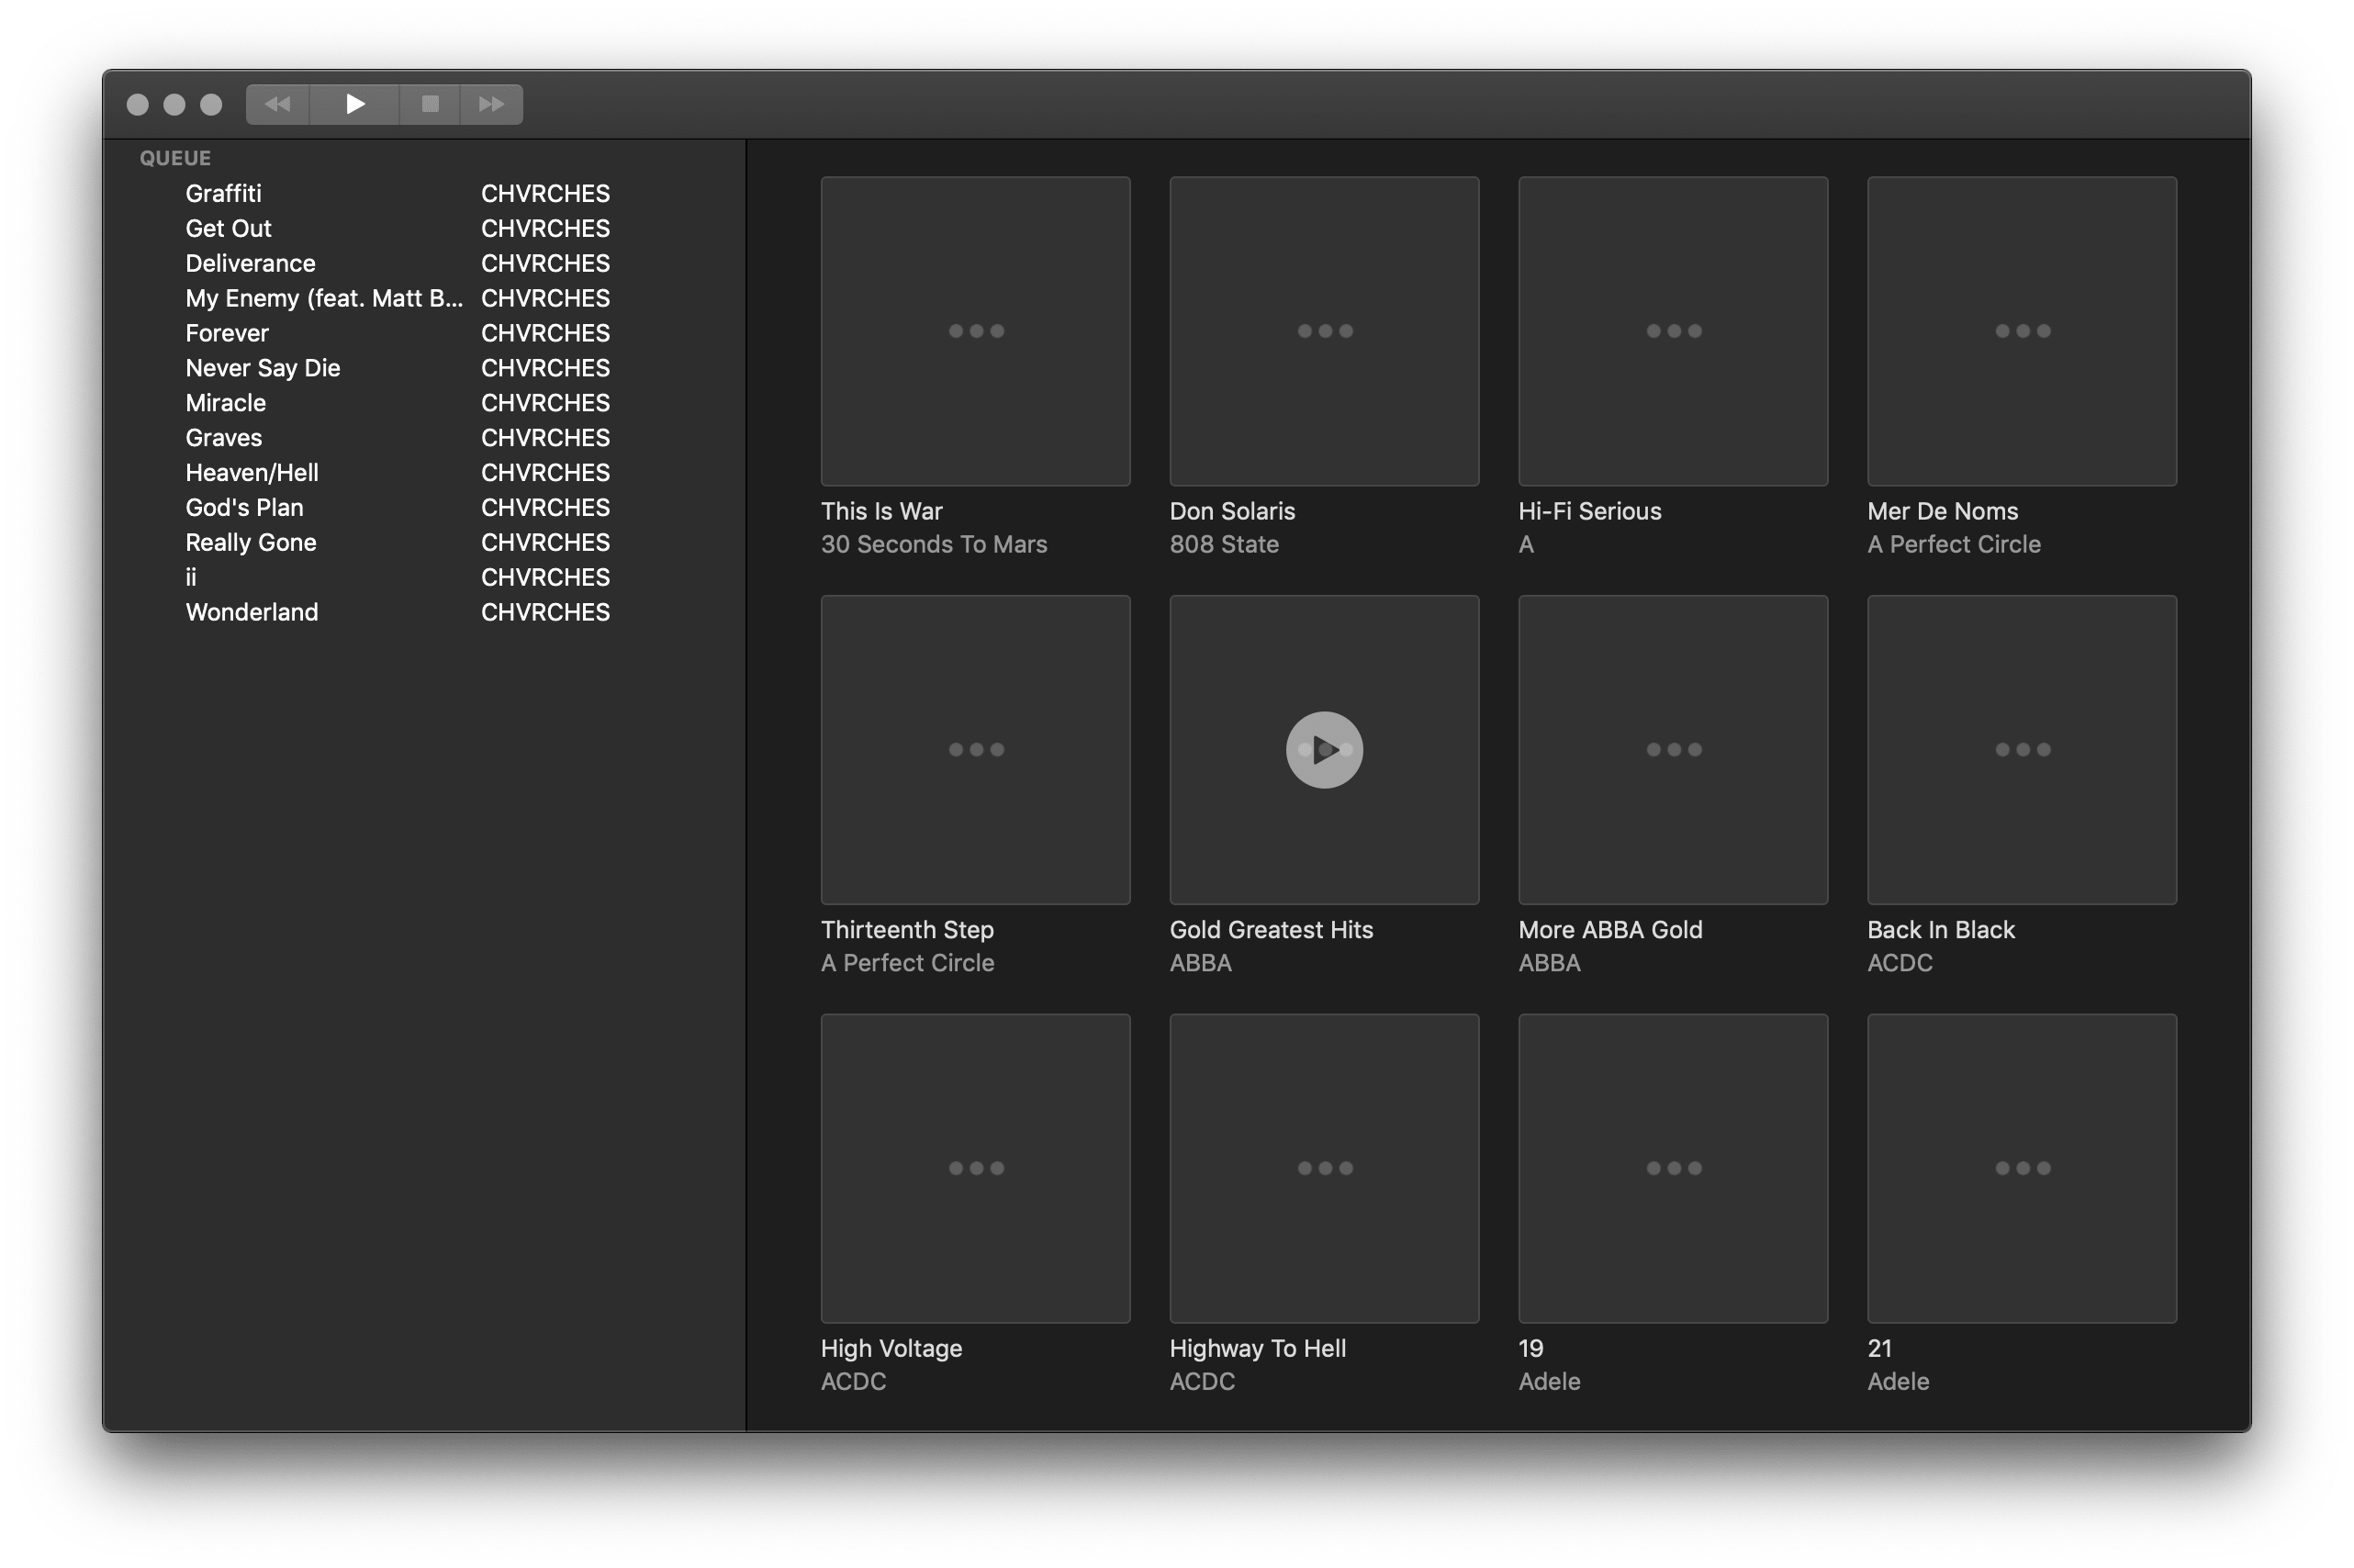 QUEUE
Graffiti CHVRCHES
Get Out CHVRCHES
Deliverance CHVRCHES
My Enemy (feat. Matt B... CHVRCHES
Forever CHVRCHES
Never Say Die CHVRCHES
Miracle CHVRCHES
Graves CHVRCHES
Heaven/Hell CHVRCHES
God's Plan CHVRCHES
Really Gone CHVRCHES
ii CHVRCHES
Wonderland CHVRCHES
This Is War
30 Seconds To Mars
Don Solaris
808 State
Hi-Fi Serious
A
Mer De Noms
A Perfect Circle
Thirteenth Step
A Perfect Circle
Gold Greatest Hits
ABBA
More ABBA Gold
ABBA
Back In Black
ACDC
High Voltage
ACDC
Highway To Hell
ACDC
19
Adele
21
Adele